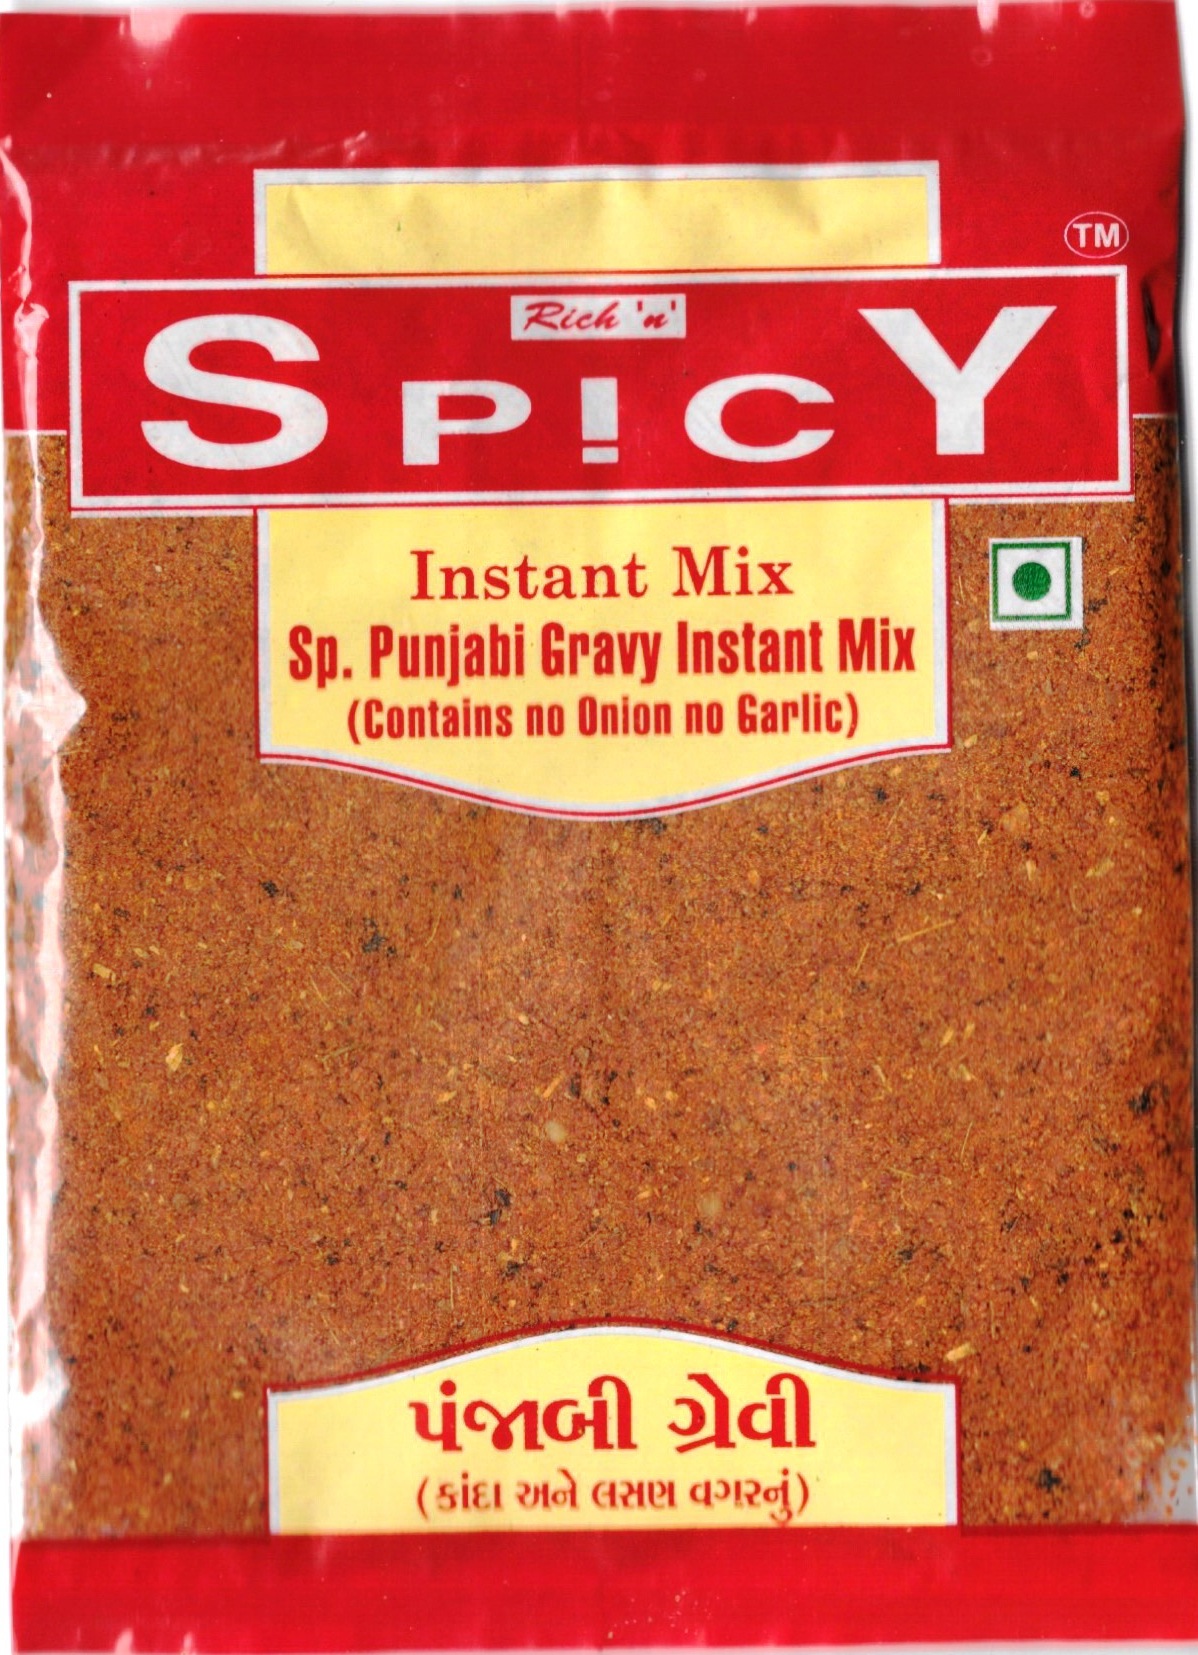 TM
Rich 'n'
SP!CY
Instant Mix
Sp. Punjabi Gravy Instant Mix
(Contains no Onion no Garlic)
પંજાબી ગ્રેવી
(કાંદા અને લસણ વગરનું)